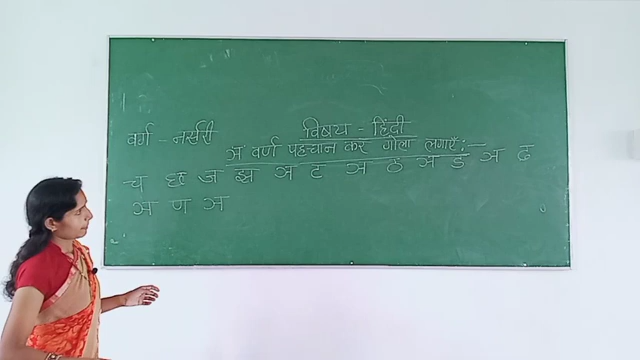 वर्ग - नर्सरी
विषय - हिंदी
ञ वर्ण पहचान कर गोला लगाएँ:-
च छ ज झ ञ ट ञ ठ ञ ड ञ ढ
ञ ण ञ